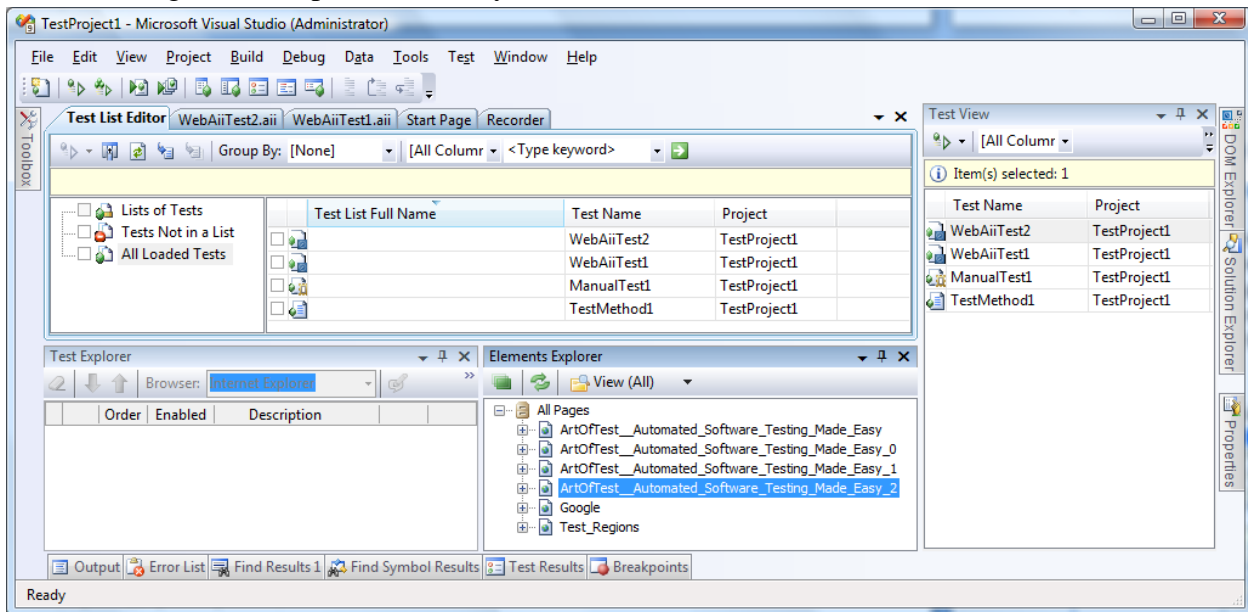 TestProject1 - Microsoft Visual Studio (Administrator)
File Edit View Project Build Debug Data Tools Test Window Help
Toolbox
Test List Editor WebAiiTest2.aii WebAiiTest1.aii Start Page Recorder
Group By: [None] [All Columr <Type keyword>
Lists of Tests
Tests Not in a List
All Loaded Tests
Test List Full Name Test Name Project
WebAiiTest2 TestProject1
WebAiiTest1 TestProject1
ManualTest1 TestProject1
TestMethod1 TestProject1
Test View
[All Columr
Item(s) selected: 1
Test Name Project
WebAiiTest2 TestProject1
WebAiiTest1 TestProject1
ManualTest1 TestProject1
TestMethod1 TestProject1
DOM Explorer
Solution Explorer
Properties
Test Explorer
Browser: Internet Explorer
Order Enabled Description
Elements Explorer
View (All)
All Pages
ArtOfTest__Automated_Software_Testing_Made_Easy
ArtOfTest__Automated_Software_Testing_Made_Easy_0
ArtOfTest__Automated_Software_Testing_Made_Easy_1
ArtOfTest__Automated_Software_Testing_Made_Easy_2
Google
Test_Regions
Output Error List Find Results 1 Find Symbol Results Test Results Breakpoints
Ready